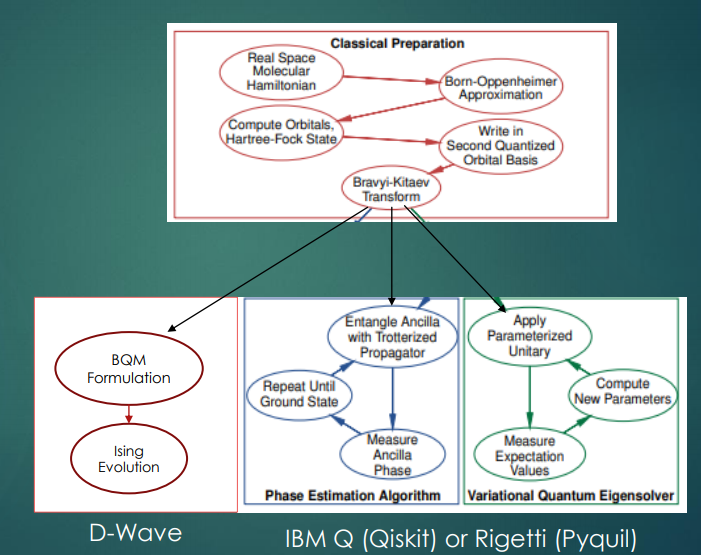 Classical Preparation
Real Space
Molecular
Hamiltonian
Born-Oppenheimer
Approximation
Compute Orbitals,
Hartree-Fock State
Write in
Second Quantized
Orbital Basis
Bravyi-Kitaev
Transform
BQM
Formulation
Ising
Evolution
D-Wave
Entangle Ancilla
with Trotterized
Propagator
Repeat Until
Ground State
Measure
Ancilla
Phase
Phase Estimation Algorithm
Apply
Parameterized
Unitary
Compute
New Parameters
Measure
Expectation
Values
Variational Quantum Eigensolver
IBM Q (Qiskit) or Rigetti (Pyquil)